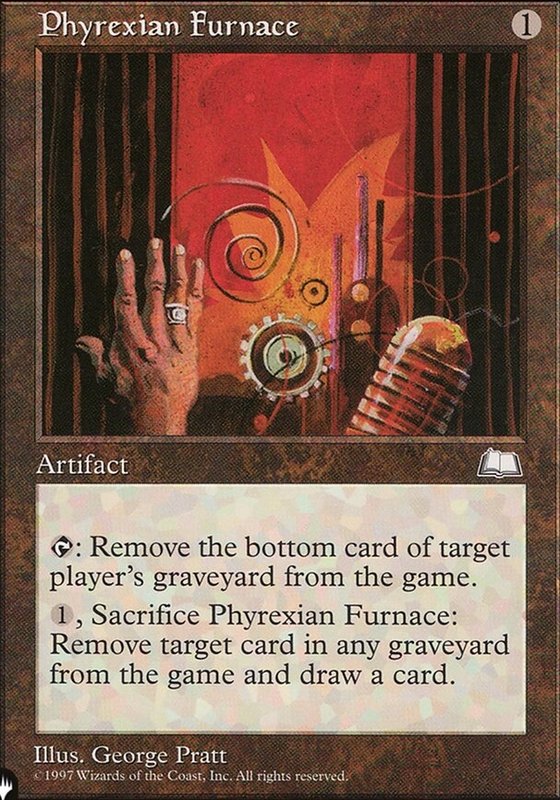 Phyrexian Furnace 1
Artifact
: Remove the bottom card of target
player's graveyard from the game.
1, Sacrifice Phyrexian Furnace:
Remove target card in any graveyard
from the game and draw a card.
Illus. George Pratt
©1997 Wizards of the Coast, Inc. All rights reserved.